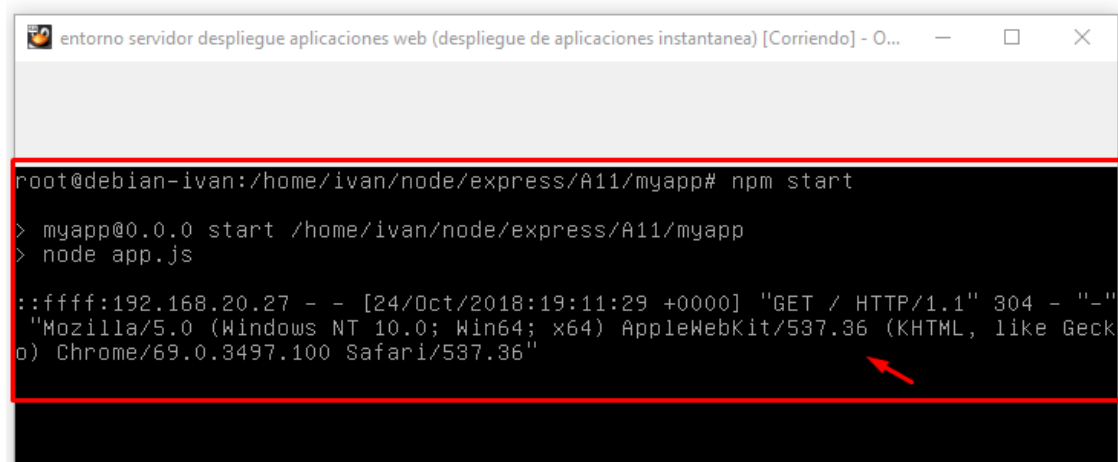 entorno servidor despliegue aplicaciones web (despliegue de aplicaciones instantanea) [Corriendo] - O...
root@debian-ivan:/home/ivan/node/express/A11/myapp# npm start
> myapp@0.0.0 start /home/ivan/node/express/A11/myapp
> node app.js
::ffff:192.168.20.27 - - [24/Oct/2018:19:11:29 +0000] "GET / HTTP/1.1" 304 - "-"
"Mozilla/5.0 (Windows NT 10.0; Win64; x64) AppleWebKit/537.36 (KHTML, like Geck
o) Chrome/69.0.3497.100 Safari/537.36"